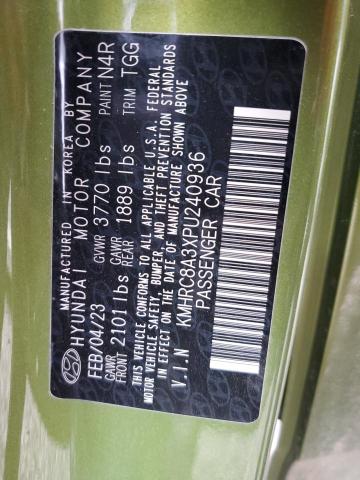 MANUFACTURED IN KOREA BY
HYUNDAI MOTOR COMPANY
FEB/04/23 GVWR 3770 lbs PAINT N4R
GAWR FRONT 2101 lbs GAWR REAR 1889 lbs TRIM TGG
THIS VEHICLE CONFORMS TO ALL APPLICABLE U.S.A. FEDERAL
MOTOR VEHICLE SAFETY, BUMPER, AND THEFT PREVENTION STANDARDS
IN EFFECT ON THE DATE OF MANUFACTURE SHOWN ABOVE
V.I.N KMHRC8A3XPU240936
PASSENGER CAR